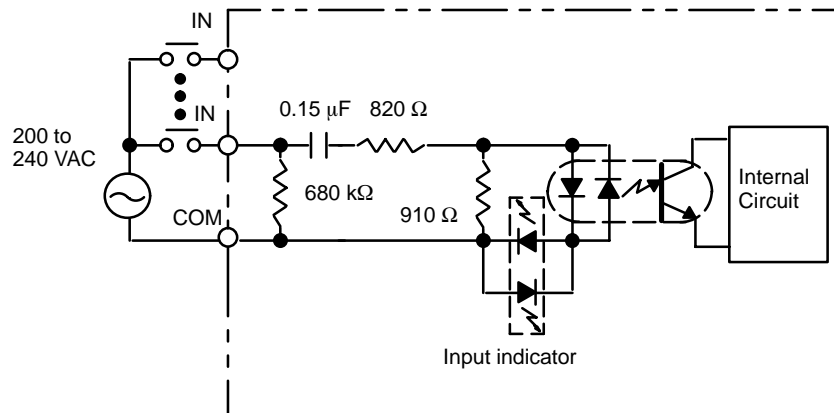 IN
IN
200 to
240 VAC
0.15 μF
820 Ω
680 kΩ
COM
910 Ω
Internal
Circuit
Input indicator